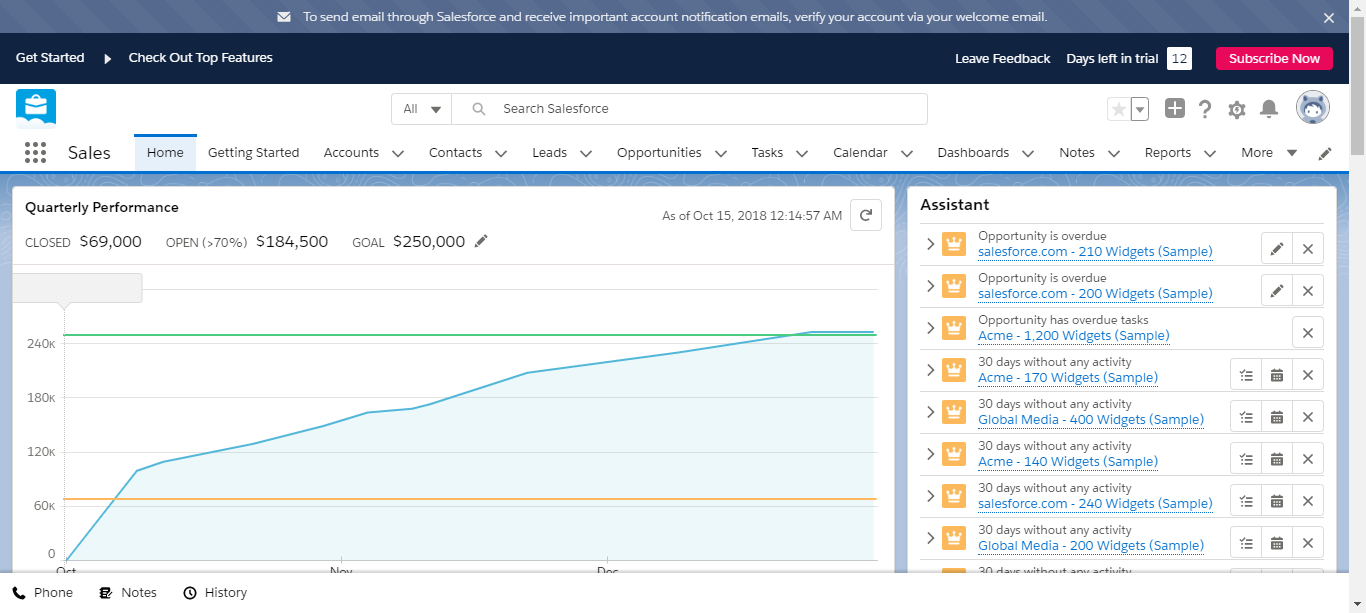 To send email through Salesforce and receive important account notification emails, verify your account via your welcome email.
Get Started
Check Out Top Features
Leave Feedback
Days left in trial 12
Subscribe Now
All
Search Salesforce
Sales
Home
Getting Started
Accounts
Contacts
Leads
Opportunities
Tasks
Calendar
Dashboards
Notes
Reports
More
Quarterly Performance
As of Oct 15, 2018 12:14:57 AM
CLOSED $69,000 OPEN (>70%) $184,500 GOAL $250,000
240K
180K
120K
60K
0
Oct Nov Dec
Assistant
Opportunity is overdue
salesforce.com - 210 Widgets (Sample)
Opportunity is overdue
salesforce.com - 200 Widgets (Sample)
Opportunity has overdue tasks
Acme - 1,200 Widgets (Sample)
30 days without any activity
Acme - 170 Widgets (Sample)
30 days without any activity
Global Media - 400 Widgets (Sample)
30 days without any activity
Acme - 140 Widgets (Sample)
30 days without any activity
salesforce.com - 240 Widgets (Sample)
30 days without any activity
Global Media - 200 Widgets (Sample)
30 days without any activity
Phone
Notes
History